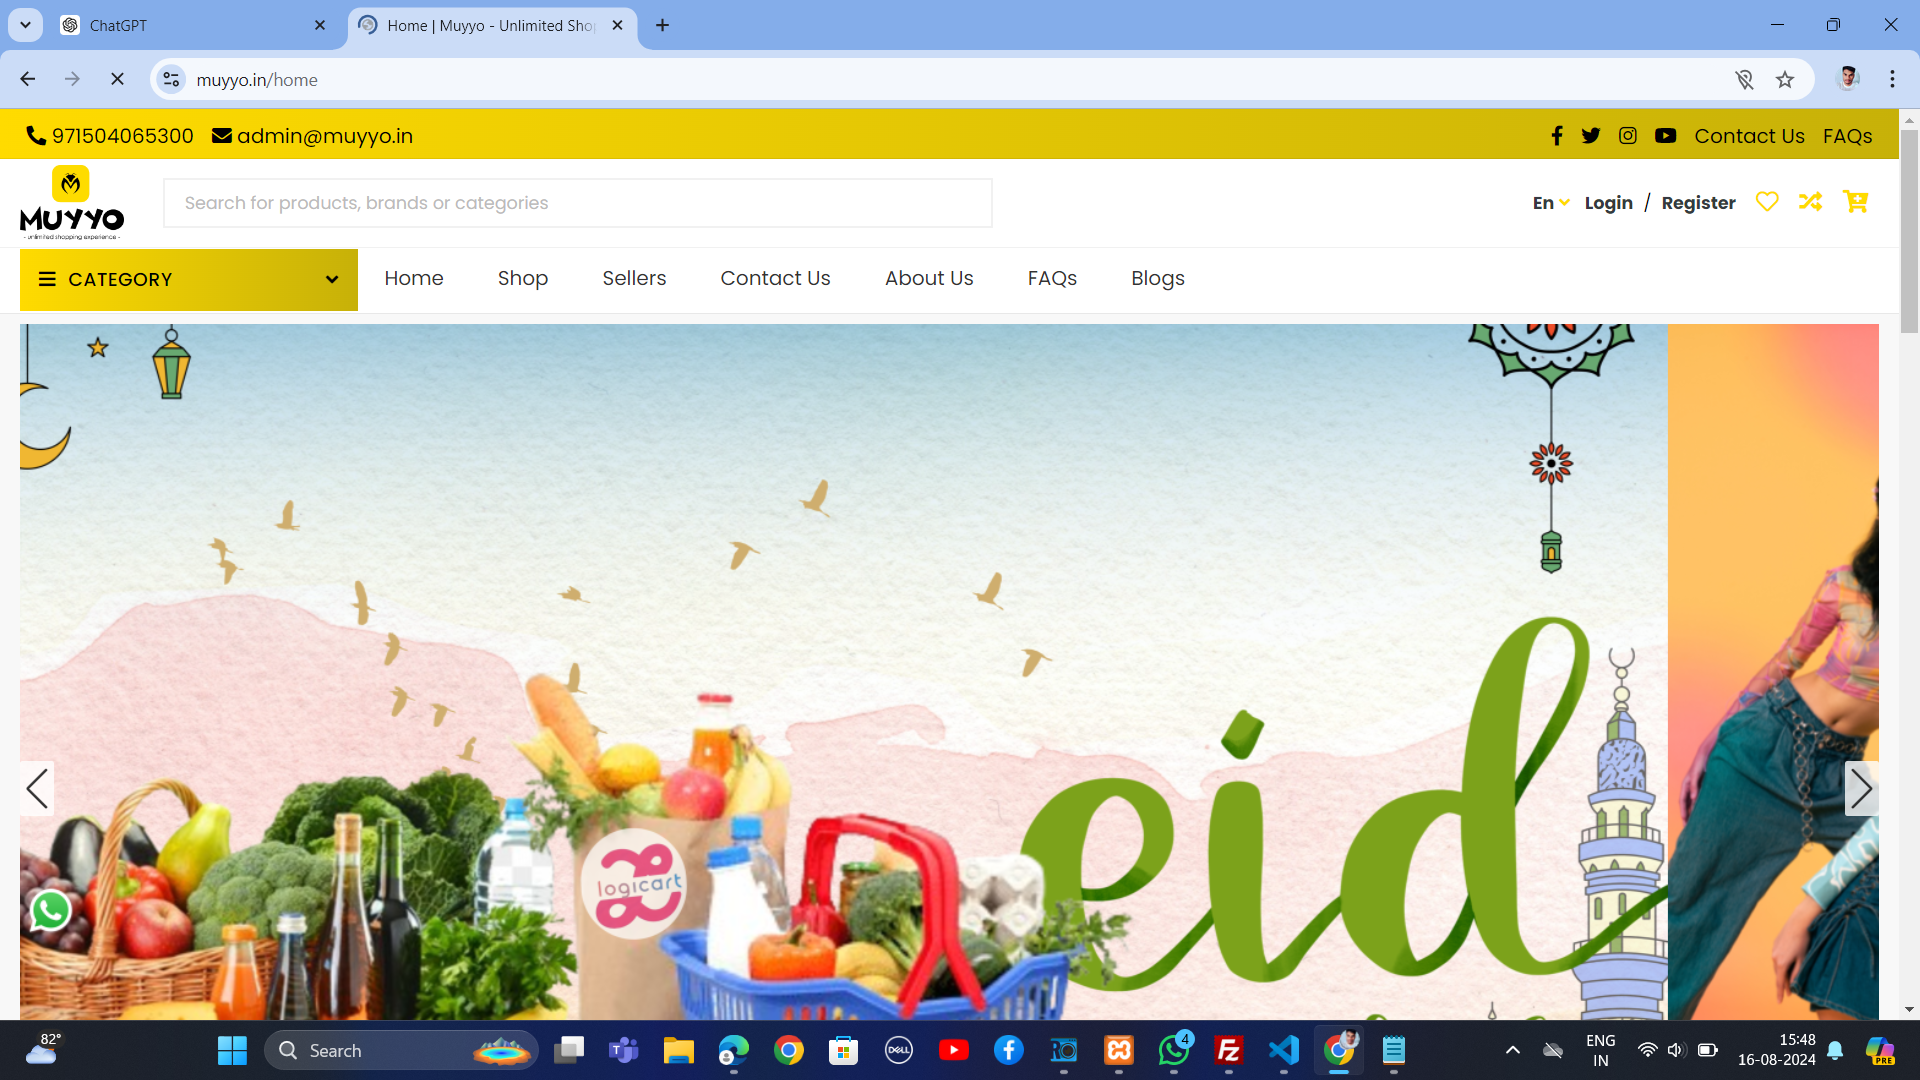 ChatGPT
Home | Muyyo - Unlimited Sho
muyyo.in/home
971504065300 admin@muyyo.in
Contact Us FAQs
MUYYO
- unlimited shopping experience -
Search for products, brands or categories
En Login / Register
CATEGORY
Home Shop Sellers Contact Us About Us FAQs Blogs
eid
logicart
82°
Search
DELL
4
ENG
IN
15:48
16-08-2024
PRE